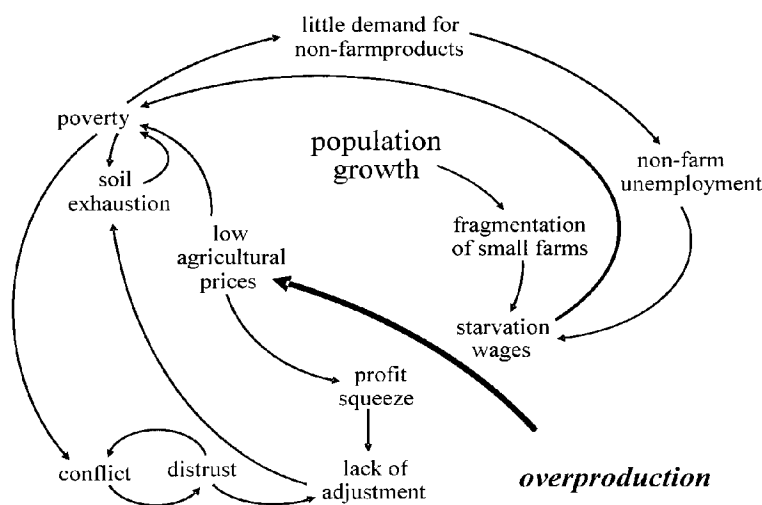 little demand for
non-farmproducts
poverty
population
growth
non-farm
unemployment
soil
exhaustion
fragmentation
of small farms
low
agricultural
prices
starvation
wages
profit
squeeze
conflict
distrust
lack of
adjustment
overproduction